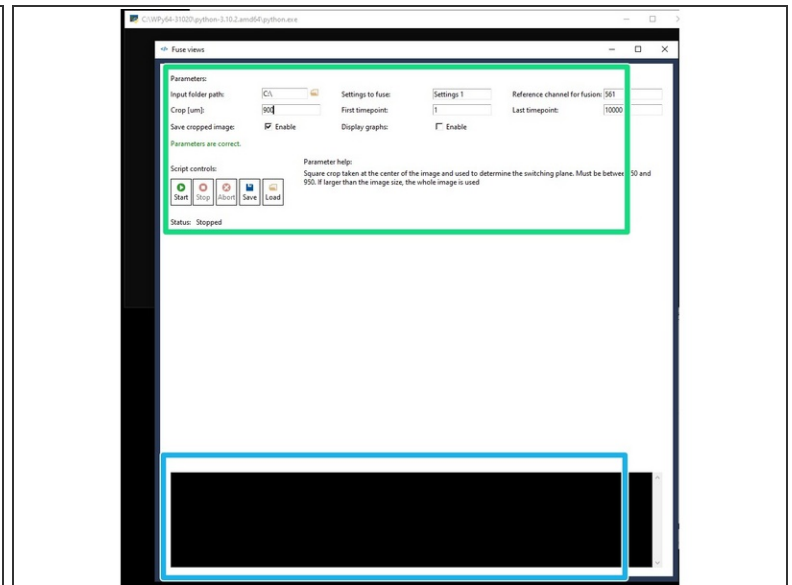 C:\WPy64-31020\python-3.10.2.amd64\python.exe
Fuse views
Parameters:
Input folder path: C:\ Settings to fuse: Settings 1 Reference channel for fusion: 561
Crop [um]: 900 First timepoint: 1 Last timepoint: 10000
Save cropped image: Enable Display graphs: Enable
Parameters are correct.
Parameter help:
Script controls:
Square crop taken at the center of the image and used to determine the switching plane. Must be between 50 and
950. If larger than the image size, the whole image is used
Start Stop Abort Save Load
Status: Stopped